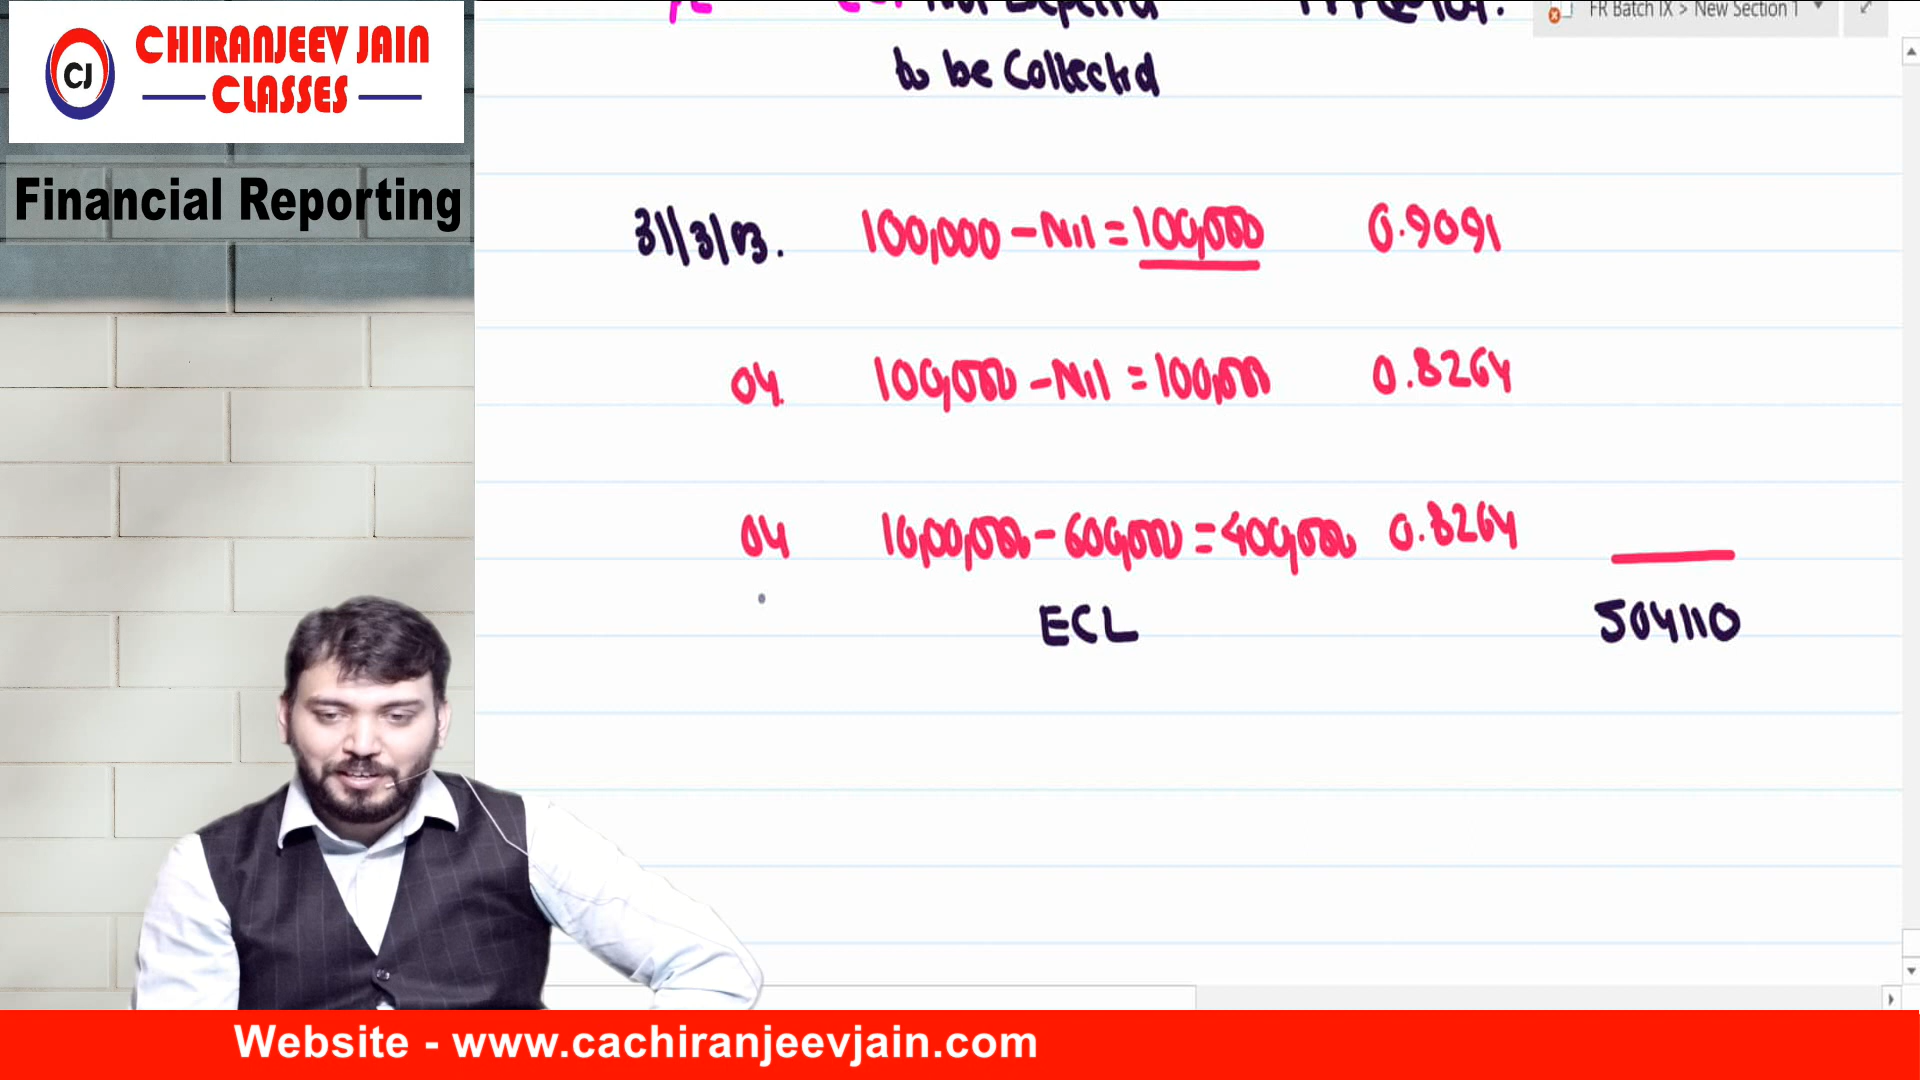 CHIRANJEEV JAIN
CLASSES
CJ
Financial Reporting
FR Batch IX > New Section 1
to be Collected
31/3/03. 100,000 - Nil = 100,000 0.9091
04. 100,000 - Nil = 100,000 0.8264
04 10,00,000 - 600,000 = 400,000 0.8264
ECL 504110
Website - www.cachiranjeevjain.com